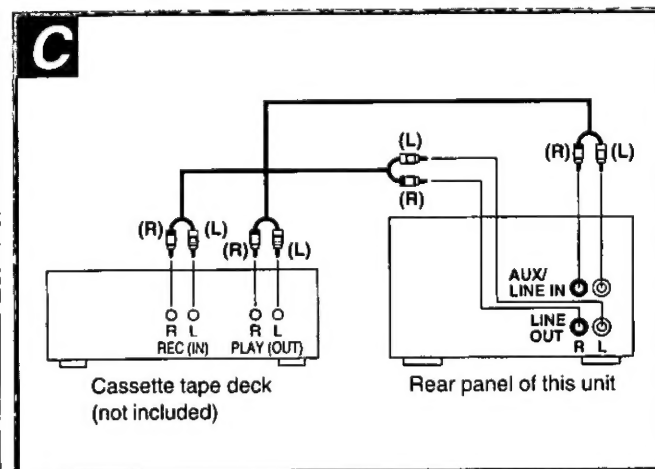 C
(L)
(R) (L)
(R)
(R) (L) (R) (L)
AUX/
LINE IN
LINE
OUT
R L R L R L
REC (IN) PLAY (OUT)
Cassette tape deck
(not included)
Rear panel of this unit